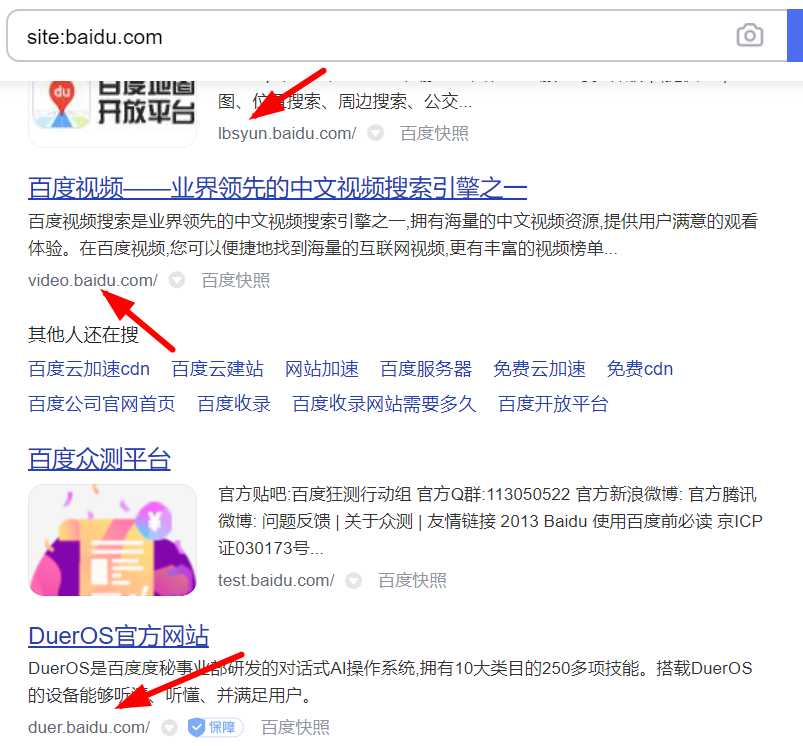 site:baidu.com
百度地图
开放平台
du
图、位置搜索、周边搜索、公交...
lbsyun.baidu.com/ 百度快照
百度视频——业界领先的中文视频搜索引擎之一
百度视频搜索是业界领先的中文视频搜索引擎之一,拥有海量的中文视频资源,提供用户满意的观看
体验。在百度视频,您可以便捷地找到海量的互联网视频,更有丰富的视频榜单...
video.baidu.com/ 百度快照
其他人还在搜
百度云加速cdn 百度云建站 网站加速 百度服务器 免费云加速 免费cdn
百度公司官网首页 百度收录 百度收录网站需要多久 百度开放平台
百度众测平台
官方贴吧:百度狂测行动组 官方Q群:113050522 官方新浪微博: 官方腾讯
微博: 问题反馈 | 关于众测 | 友情链接 2013 Baidu 使用百度前必读 京ICP
证030173号...
test.baidu.com/ 百度快照
DuerOS官方网站
DuerOS是百度度秘事业部研发的对话式AI操作系统,拥有10大类目的250多项技能。搭载DuerOS
的设备能够听清、听懂、并满足用户。
duer.baidu.com/ 保障 百度快照